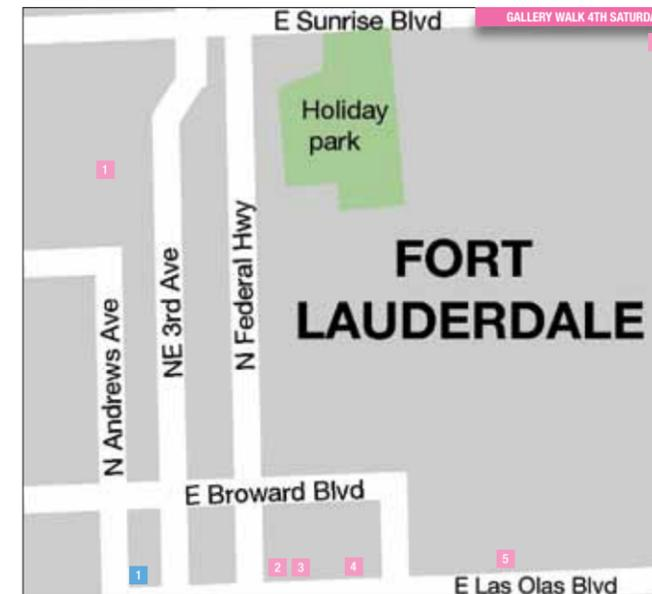 E Sunrise Blvd
GALLERY WALK 4TH
Holiday
park
1
N Andrews Ave
NE 3rd Ave
N Federal Hwy
FORT
LAUDERDALE
E Broward Blvd
1
2
3
4
5
E Las Olas Blvd